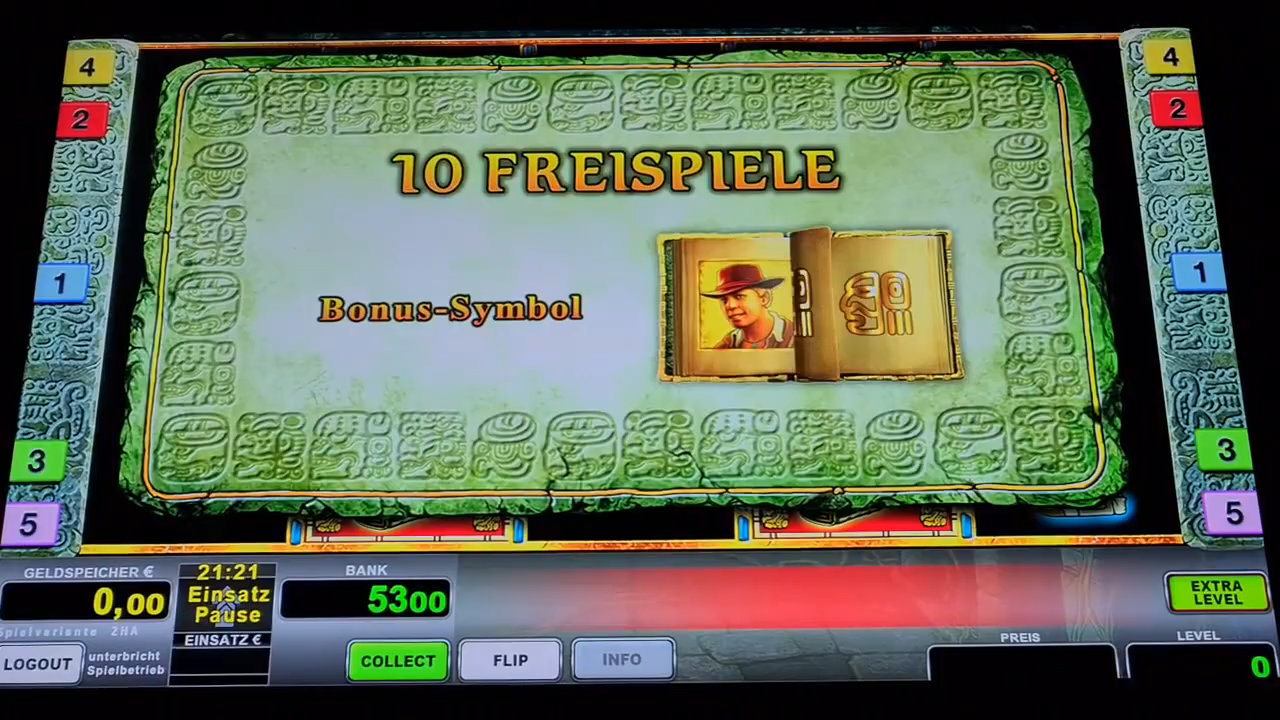 4
4
2
2
10 FREISPIELE
1
1
Bonus-Symbol
3
3
5
5
GELDSPEICHER €
0,00
Spielvariante 2HA
21:21
Einsatz
Pause
EINSATZ €
BANK
5300
EXTRA
LEVEL
LOGOUT
unterbricht
Spielbetrieb
COLLECT
FLIP
INFO
PREIS
LEVEL
0